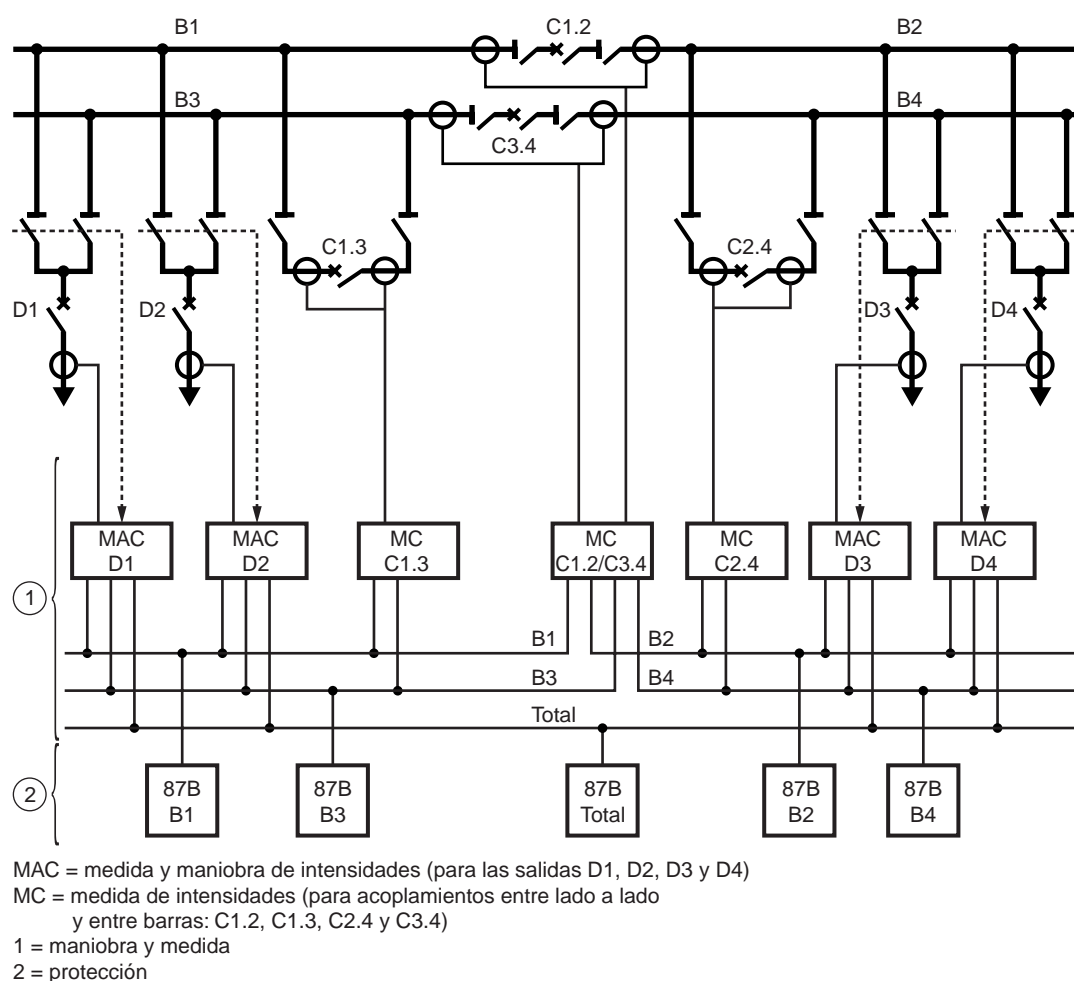 B1
C1.2
B2
B3
B4
C3.4
C1.3
C2.4
D1
D2
D3
D4
MAC
D1
MAC
D2
MC
C1.3
MC
C1.2/C3.4
MC
C2.4
MAC
D3
MAC
D4
1
B1
B2
B3
B4
Total
2
87B
B1
87B
B3
87B
Total
87B
B2
87B
B4
MAC = medida y maniobra de intensidades (para las salidas D1, D2, D3 y D4)
MC = medida de intensidades (para acoplamientos entre lado a lado
y entre barras: C1.2, C1.3, C2.4 y C3.4)
1 = maniobra y medida
2 = protección